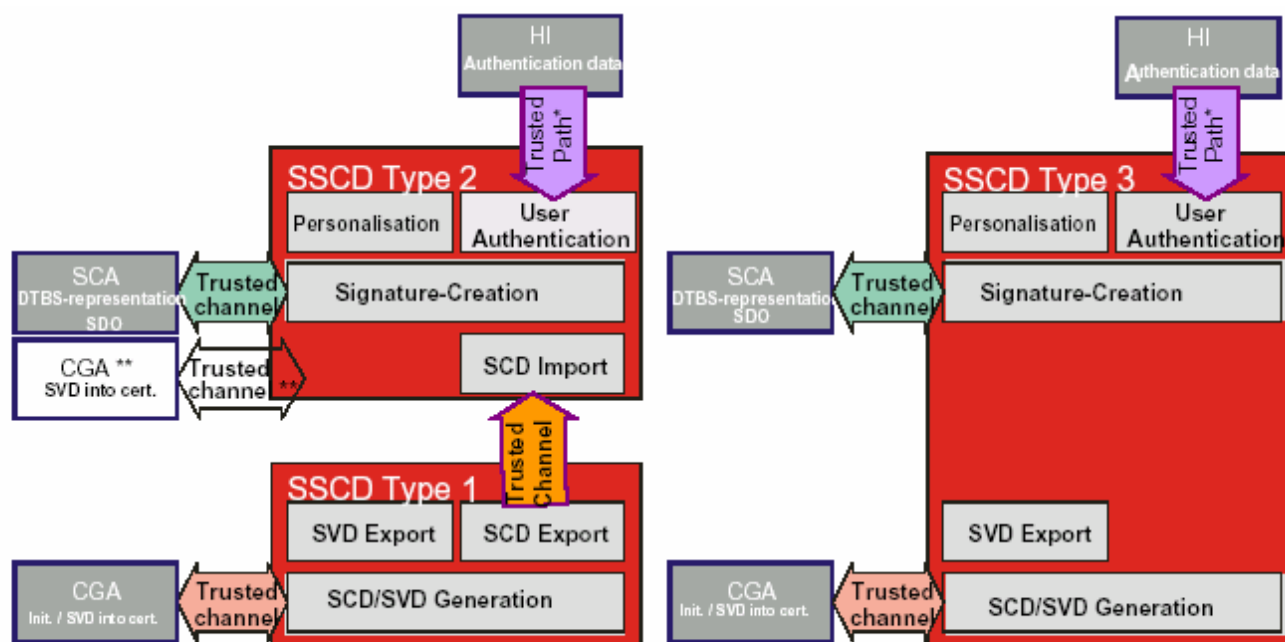 HI
Authentication data
Trusted
Path*
SSCD Type 2
Personalisation
User
Authentication
SCA
DTBS-representation
SDO
Trusted
channel
Signature-Creation
CGA **
SVD into cert.
Trusted
channel **
SCD Import
Trusted
Channel
SSCD Type 1
SVD Export
SCD Export
CGA
Init. / SVD into cert.
Trusted
channel
SCD/SVD Generation
HI
Authentication data
Trusted
Path*
SSCD Type 3
Personalisation
User
Authentication
SCA
DTBS-representatio
SDO
Trusted
channel
Signature-Creation
SVD Export
CGA
Init. / SVD into cert.
Trusted
channel
SCD/SVD Generation